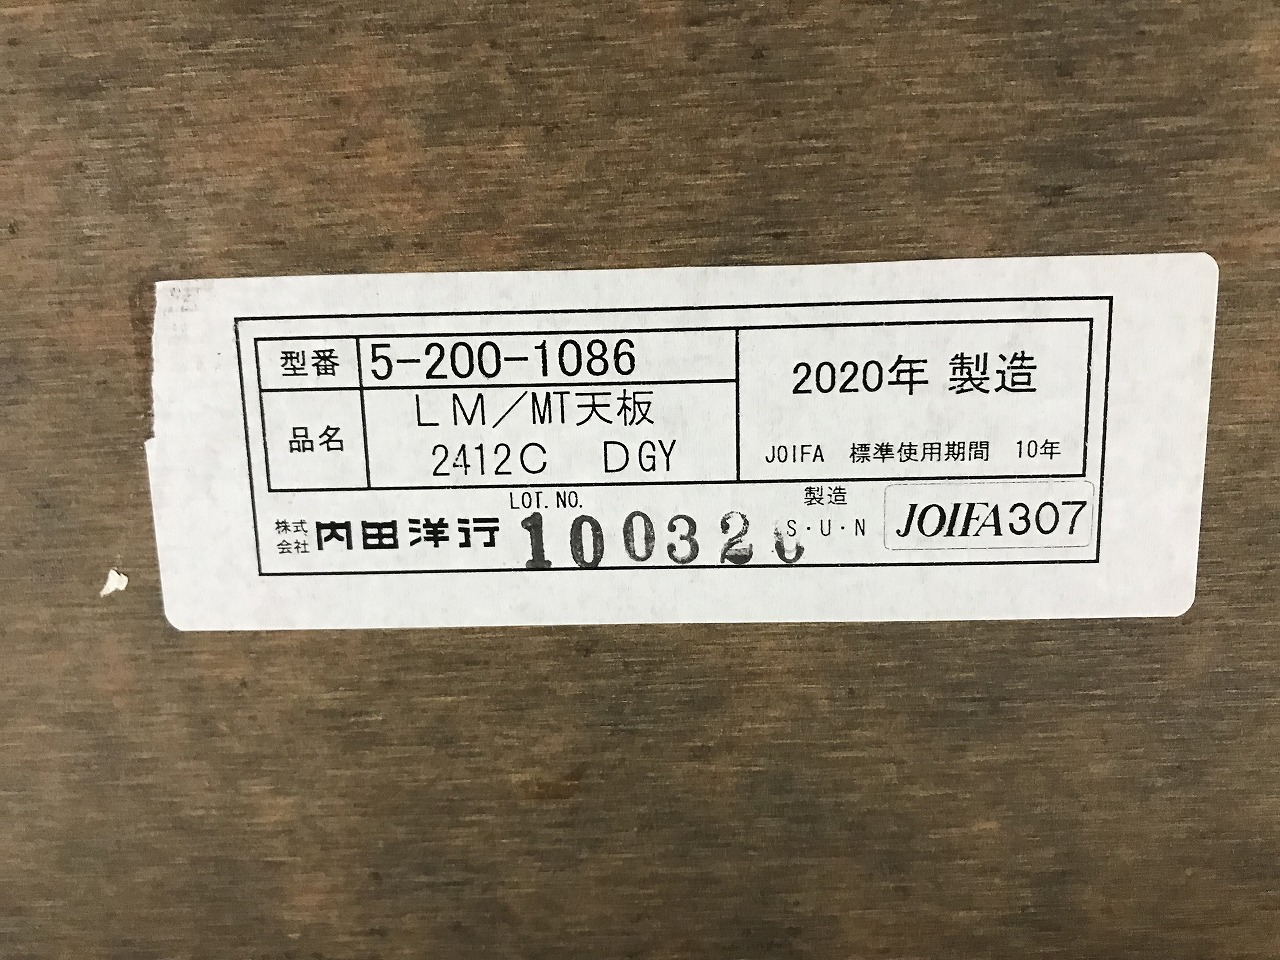 型番 5-200-1086
品名 LM/MT天板
2412C DGY
2020年 製造
JOIFA 標準使用期間 10年
株式会社 内田洋行
LOT. NO.
10032
製造
S・U・N
JOIFA307